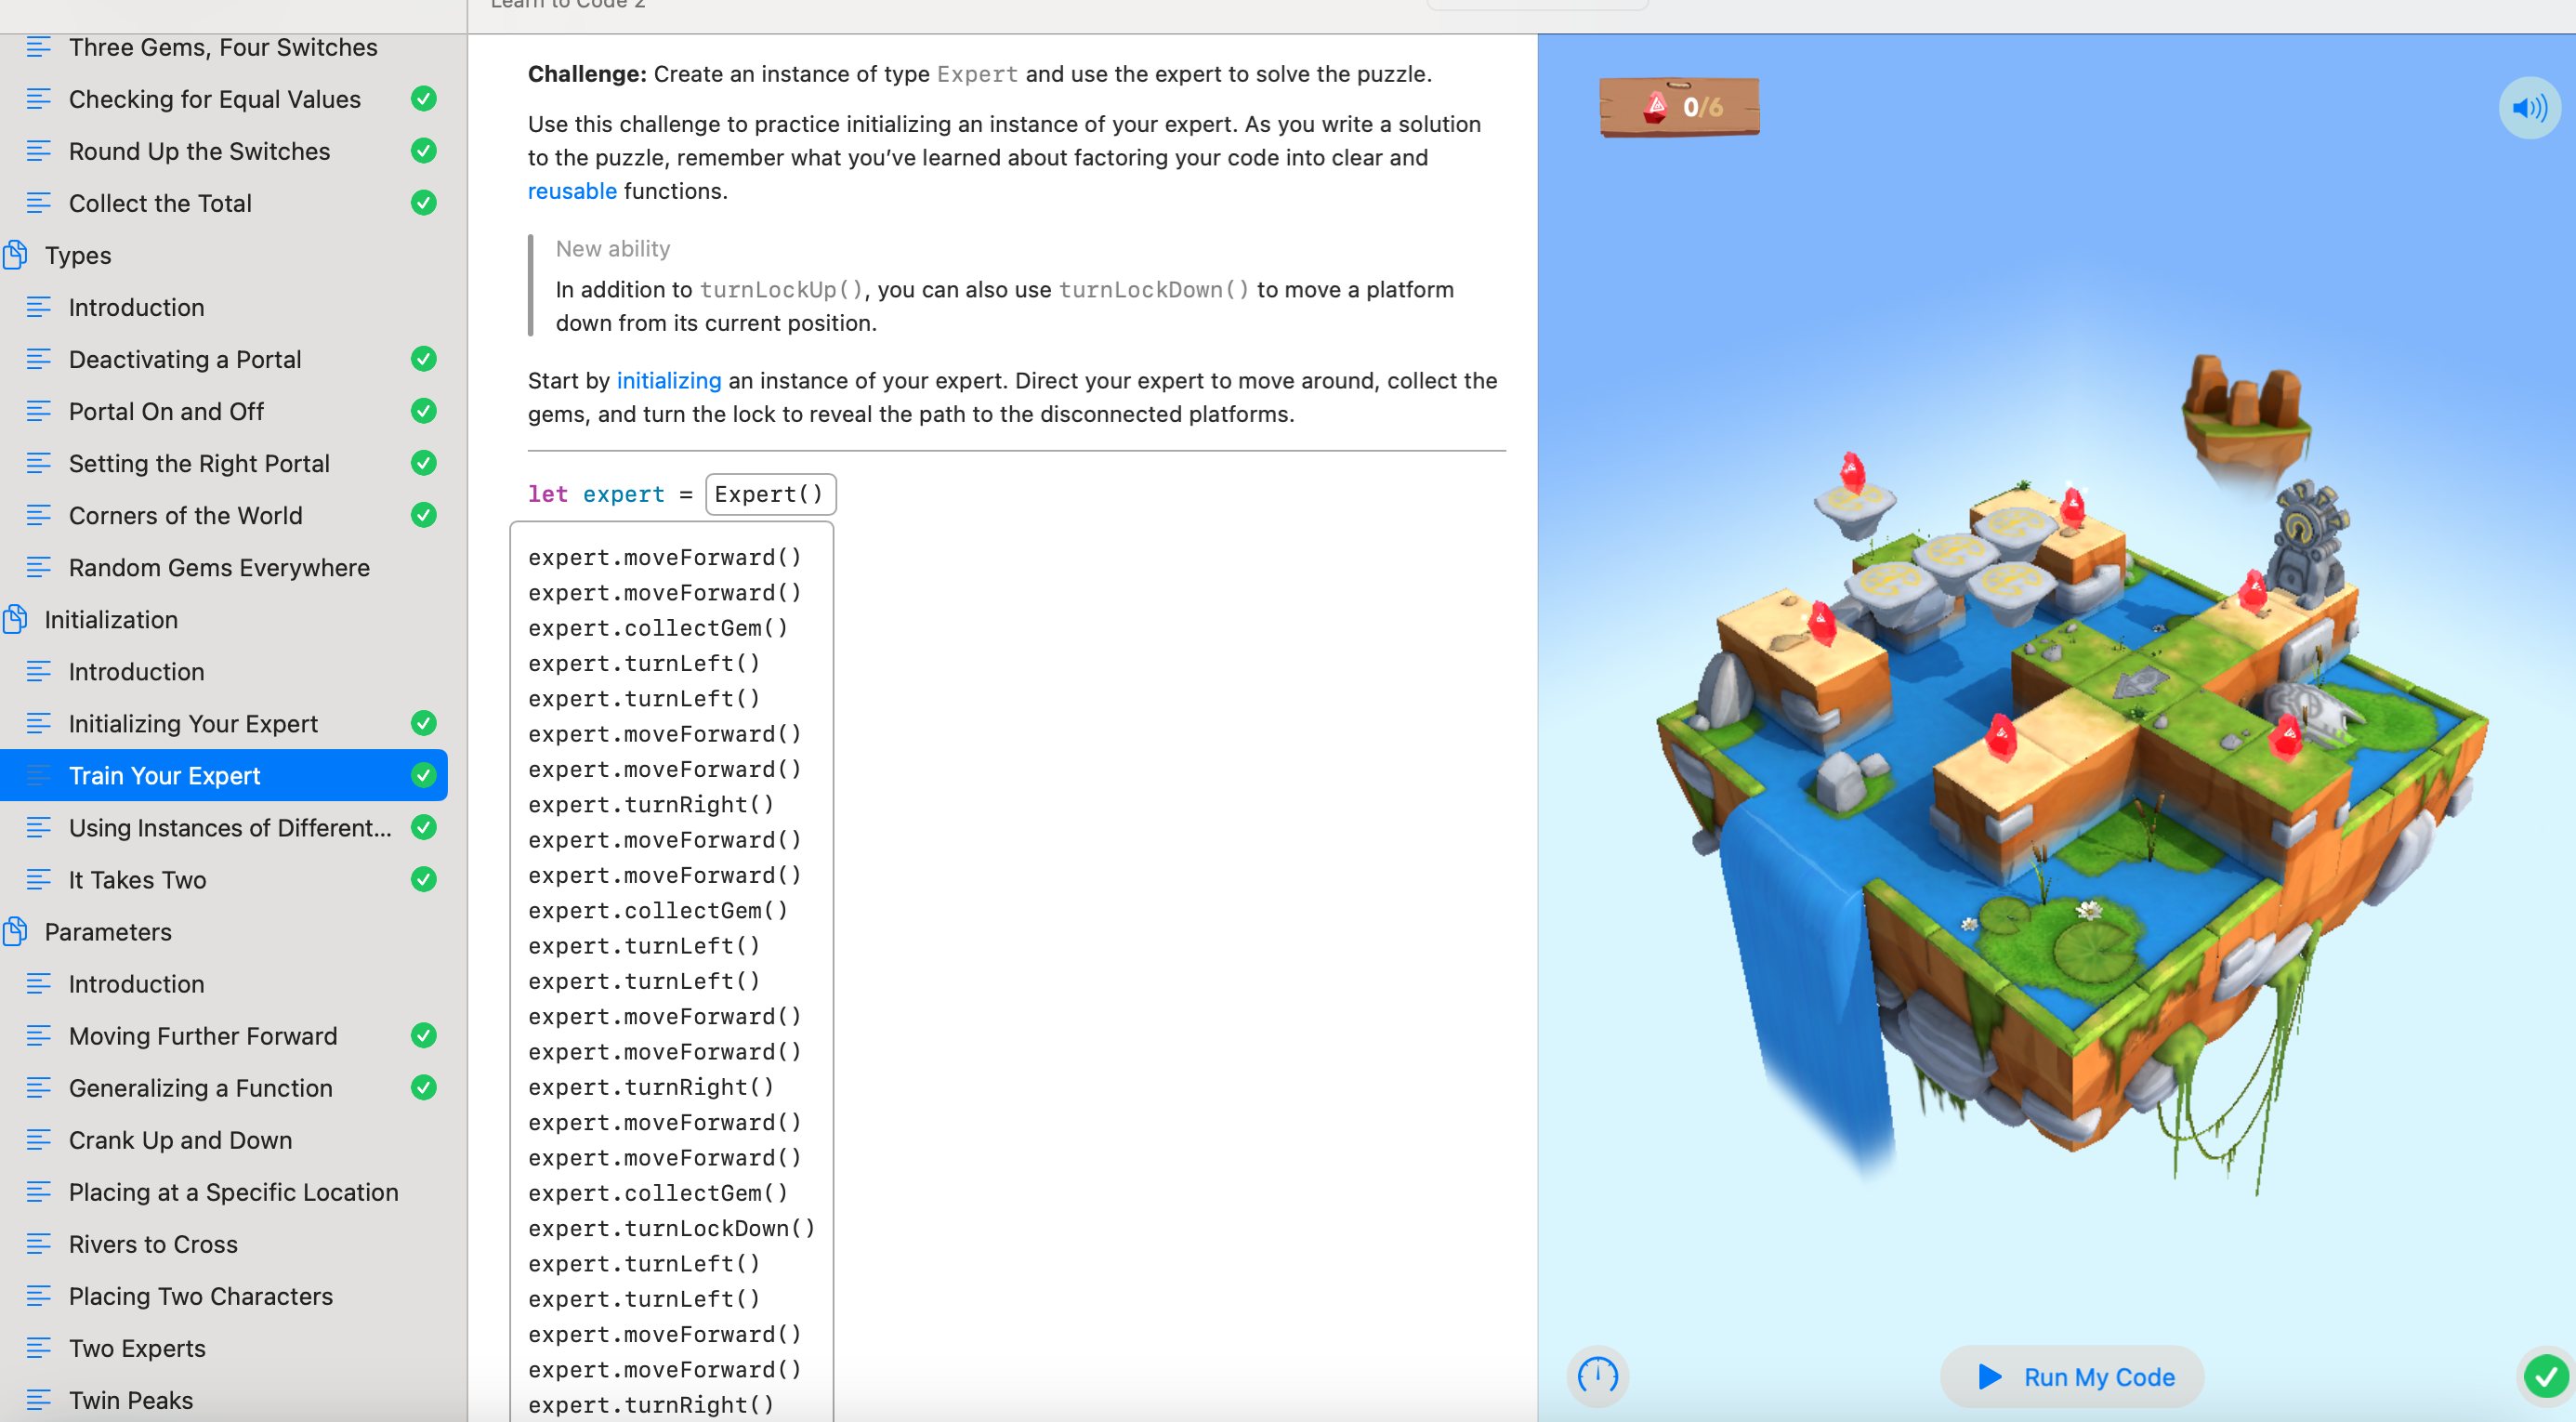 Learn to Code 2
Three Gems, Four Switches
Checking for Equal Values
Round Up the Switches
Collect the Total
Types
Introduction
Deactivating a Portal
Portal On and Off
Setting the Right Portal
Corners of the World
Random Gems Everywhere
Initialization
Introduction
Initializing Your Expert
Train Your Expert
Using Instances of Different...
It Takes Two
Parameters
Introduction
Moving Further Forward
Generalizing a Function
Crank Up and Down
Placing at a Specific Location
Rivers to Cross
Placing Two Characters
Two Experts
Twin Peaks
Challenge: Create an instance of type Expert and use the expert to solve the puzzle.
Use this challenge to practice initializing an instance of your expert. As you write a solution
to the puzzle, remember what you’ve learned about factoring your code into clear and
reusable functions.
New ability
In addition to turnLockUp(), you can also use turnLockDown() to move a platform
down from its current position.
Start by initializing an instance of your expert. Direct your expert to move around, collect the
gems, and turn the lock to reveal the path to the disconnected platforms.
let expert = Expert()
expert.moveForward()
expert.moveForward()
expert.collectGem()
expert.turnLeft()
expert.turnLeft()
expert.moveForward()
expert.moveForward()
expert.turnRight()
expert.moveForward()
expert.moveForward()
expert.collectGem()
expert.turnLeft()
expert.turnLeft()
expert.moveForward()
expert.moveForward()
expert.turnRight()
expert.moveForward()
expert.moveForward()
expert.collectGem()
expert.turnLockDown()
expert.turnLeft()
expert.turnLeft()
expert.moveForward()
expert.moveForward()
expert.turnRight()
0/6
Run My Code